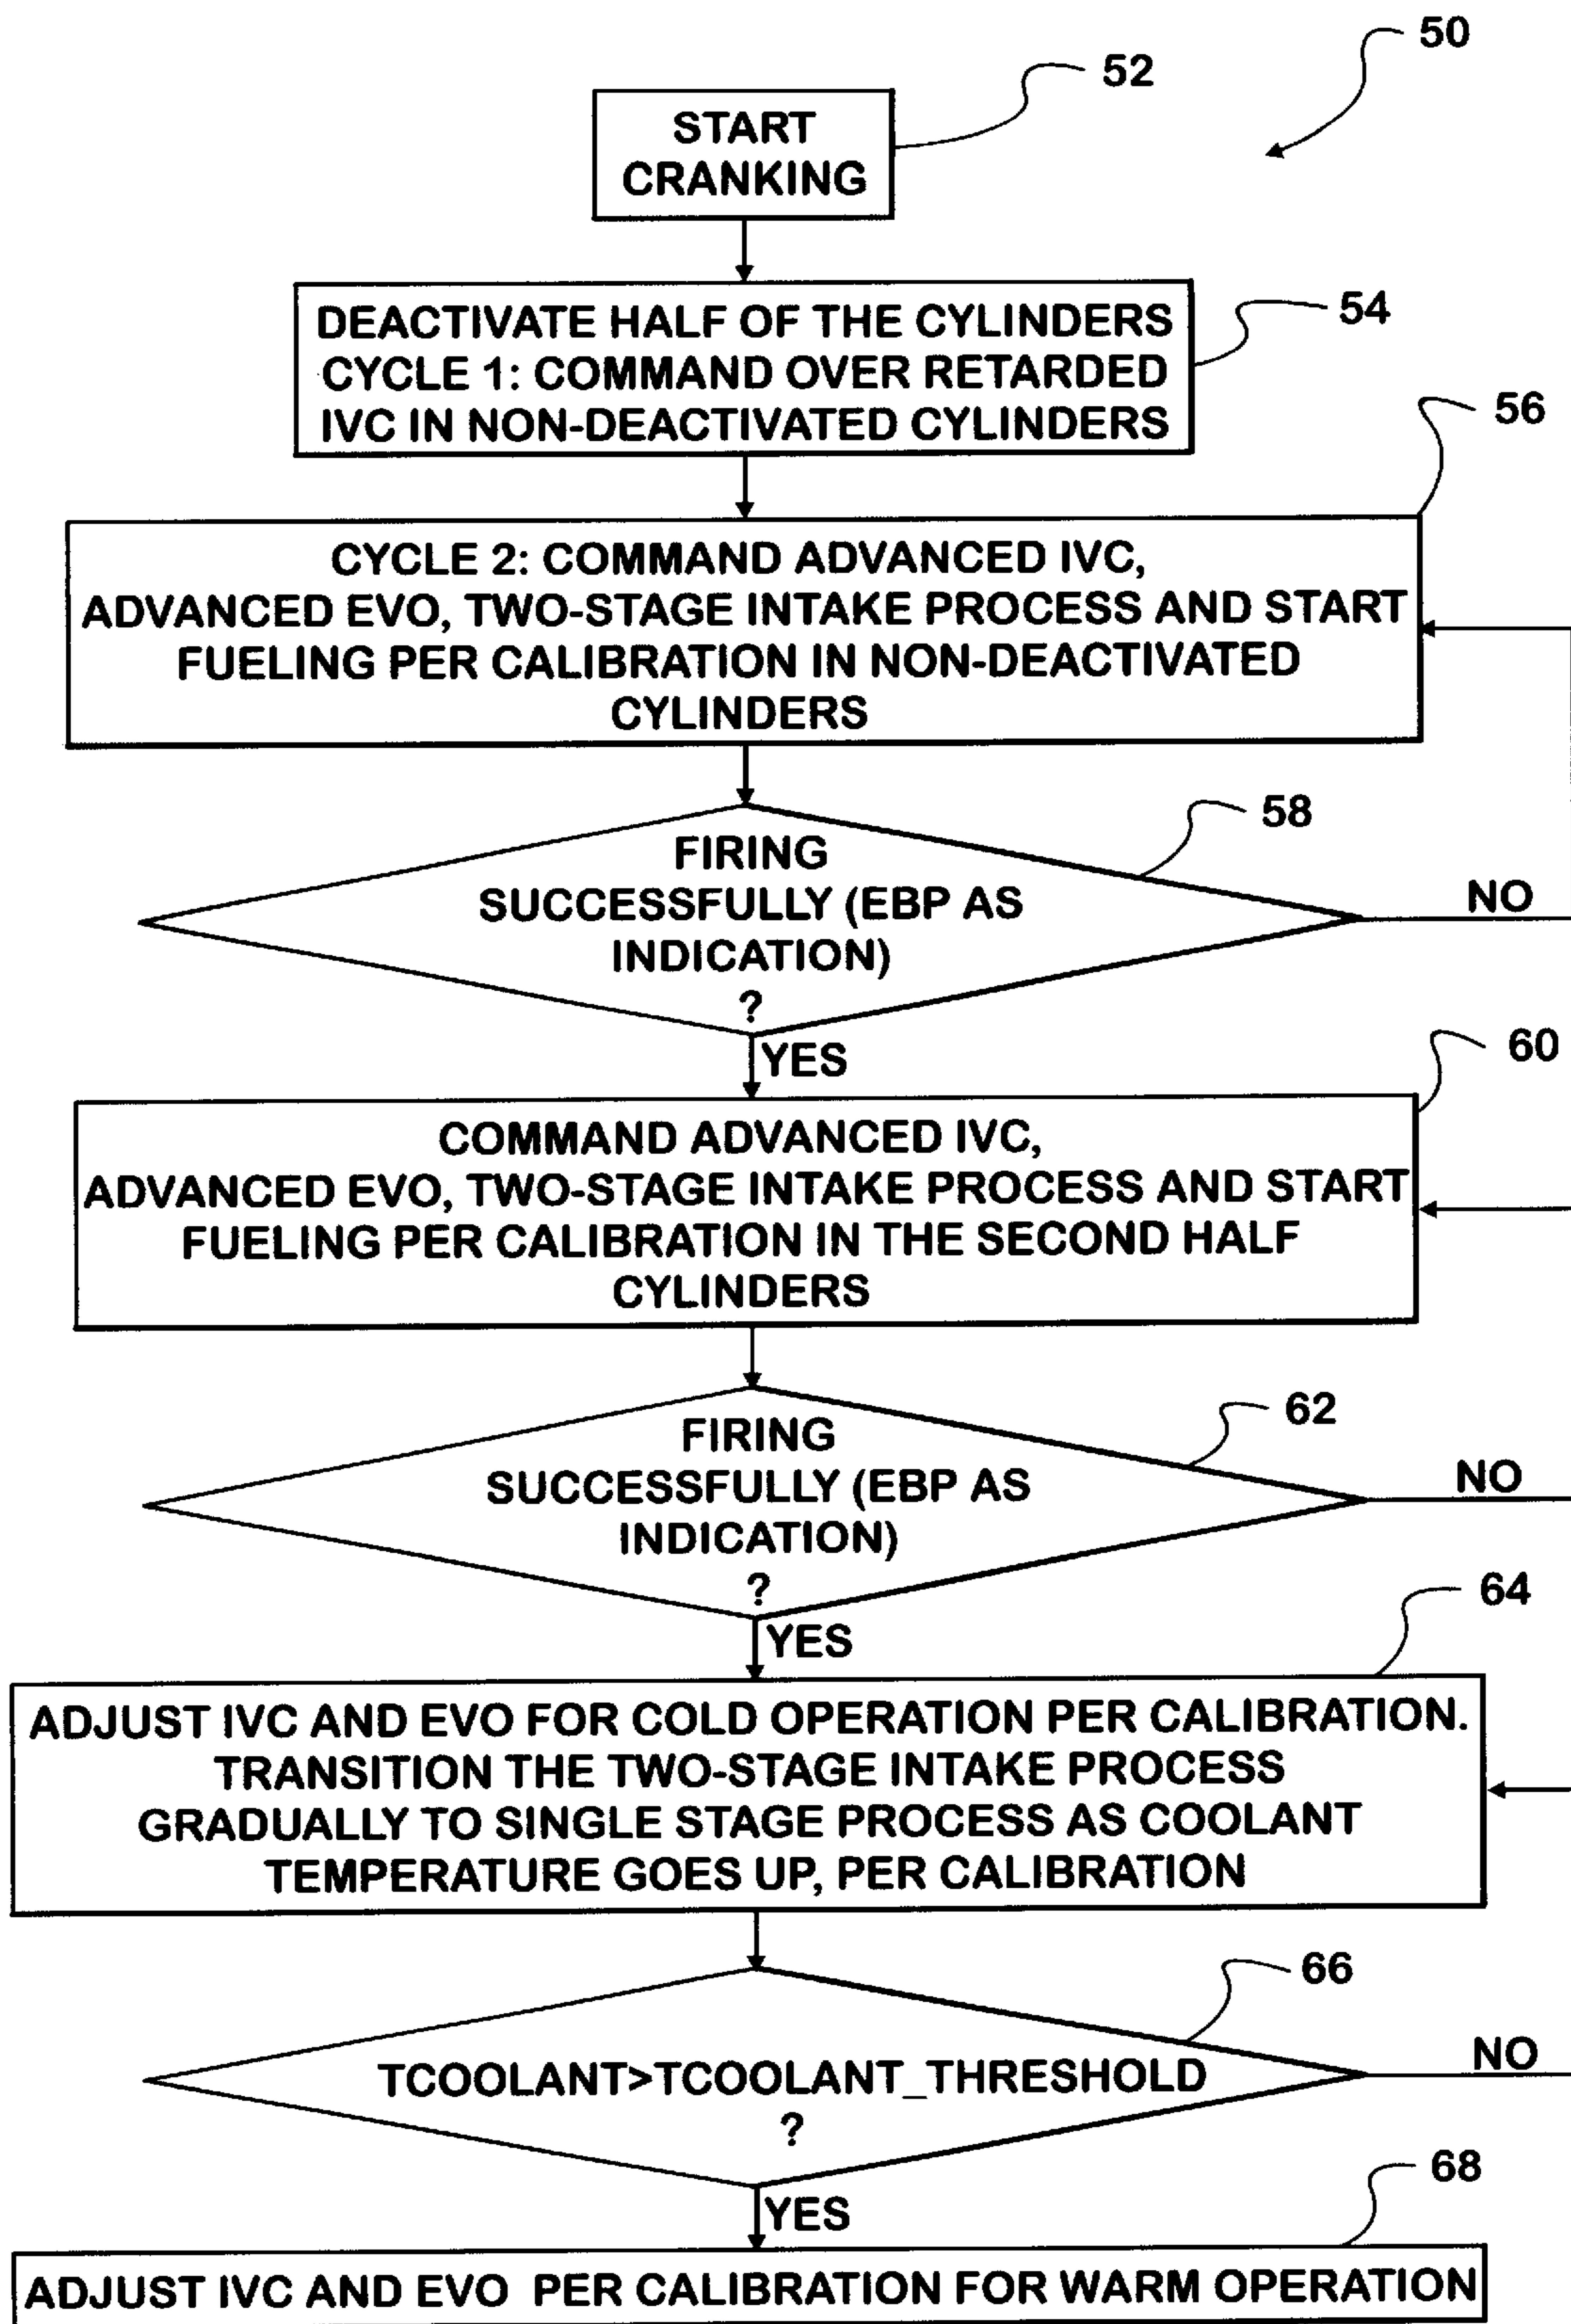 50
52
START
CRANKING
54
DEACTIVATE HALF OF THE CYLINDERS
CYCLE 1: COMMAND OVER RETARDED
IVC IN NON-DEACTIVATED CYLINDERS
56
CYCLE 2: COMMAND ADVANCED IVC,
ADVANCED EVO, TWO-STAGE INTAKE PROCESS AND START
FUELING PER CALIBRATION IN NON-DEACTIVATED
CYLINDERS
58
FIRING
SUCCESSFULLY (EBP AS
INDICATION)
?
NO
YES
60
COMMAND ADVANCED IVC,
ADVANCED EVO, TWO-STAGE INTAKE PROCESS AND START
FUELING PER CALIBRATION IN THE SECOND HALF
CYLINDERS
62
FIRING
SUCCESSFULLY (EBP AS
INDICATION)
?
NO
YES
64
ADJUST IVC AND EVO FOR COLD OPERATION PER CALIBRATION.
TRANSITION THE TWO-STAGE INTAKE PROCESS
GRADUALLY TO SINGLE STAGE PROCESS AS COOLANT
TEMPERATURE GOES UP, PER CALIBRATION
66
TCOOLANT>TCOOLANT_THRESHOLD
?
NO
YES
68
ADJUST IVC AND EVO PER CALIBRATION FOR WARM OPERATION